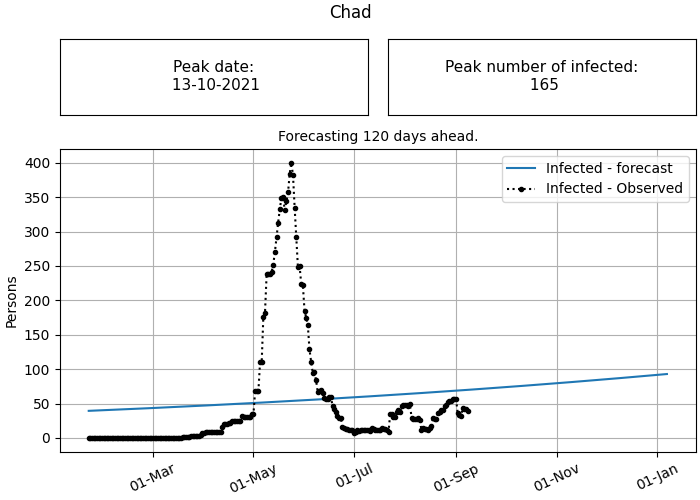 Chad
Peak date:
13-10-2021
Peak number of infected:
165
Forecasting 120 days ahead.
Infected - forecast
Infected - Observed
Persons
400
350
300
250
200
150
100
50
0
01-Mar
01-May
01-Jul
01-Sep
01-Nov
01-Jan